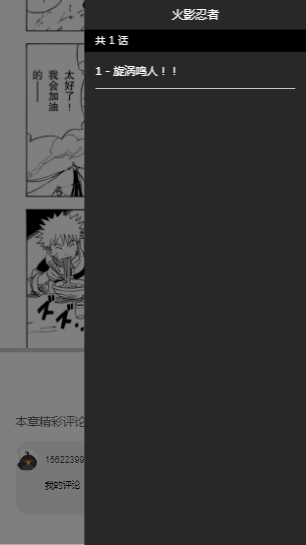 火影忍者
共 1 话
1 - 旋涡鸣人！！
太好了！
我会加油
的——
本章精彩评论
15622399
我的评论